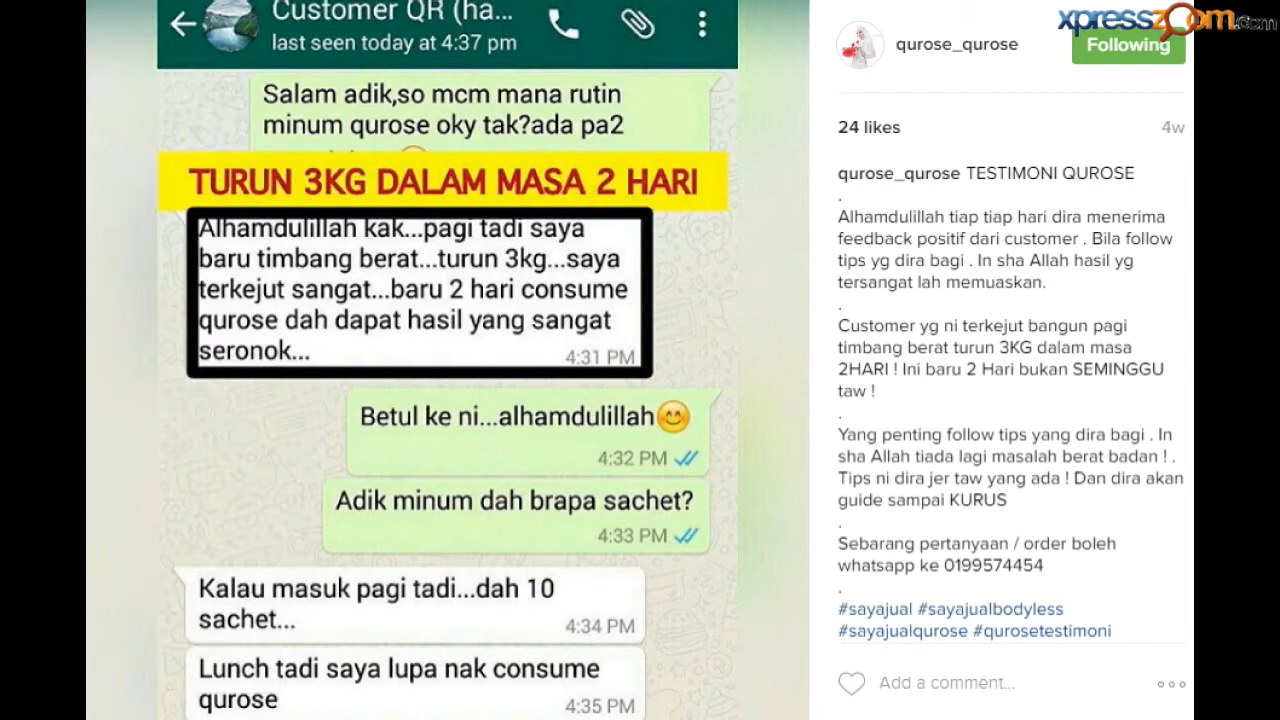 Customer QR (ha...
last seen today at 4:37 pm
Salam adik,so mcm mana rutin
minum qurose oky tak?ada pa2
TURUN 3KG DALAM MASA 2 HARI
Alhamdulillah kak...pagi tadi saya
baru timbang berat...turun 3kg...saya
terkejut sangat...baru 2 hari consume
qurose dah dapat hasil yang sangat
seronok...
4:31 PM
Betul ke ni...alhamdulillah😊
4:32 PM
Adik minum dah brapa sachet?
4:33 PM
Kalau masuk pagi tadi...dah 10
sachet...
4:34 PM
Lunch tadi saya lupa nak consume
qurose
4:35 PM
xpresszoom.com
qurose_qurose
Following
24 likes
4w
qurose_qurose TESTIMONI QUROSE
.
Alhamdulillah tiap tiap hari dira menerima
feedback positif dari customer . Bila follow
tips yg dira bagi . In sha Allah hasil yg
tersangat lah memuaskan.
.
Customer yg ni terkejut bangun pagi
timbang berat turun 3KG dalam masa
2HARI ! Ini baru 2 Hari bukan SEMINGGU
taw !
.
Yang penting follow tips yang dira bagi . In
sha Allah tiada lagi masalah berat badan ! .
Tips ni dira jer taw yang ada ! Dan dira akan
guide sampai KURUS
.
Sebarang pertanyaan / order boleh
whatsapp ke 0199574454
.
#sayajual #sayajualbodyless
#sayajualqurose #qurosetestimoni
Add a comment...